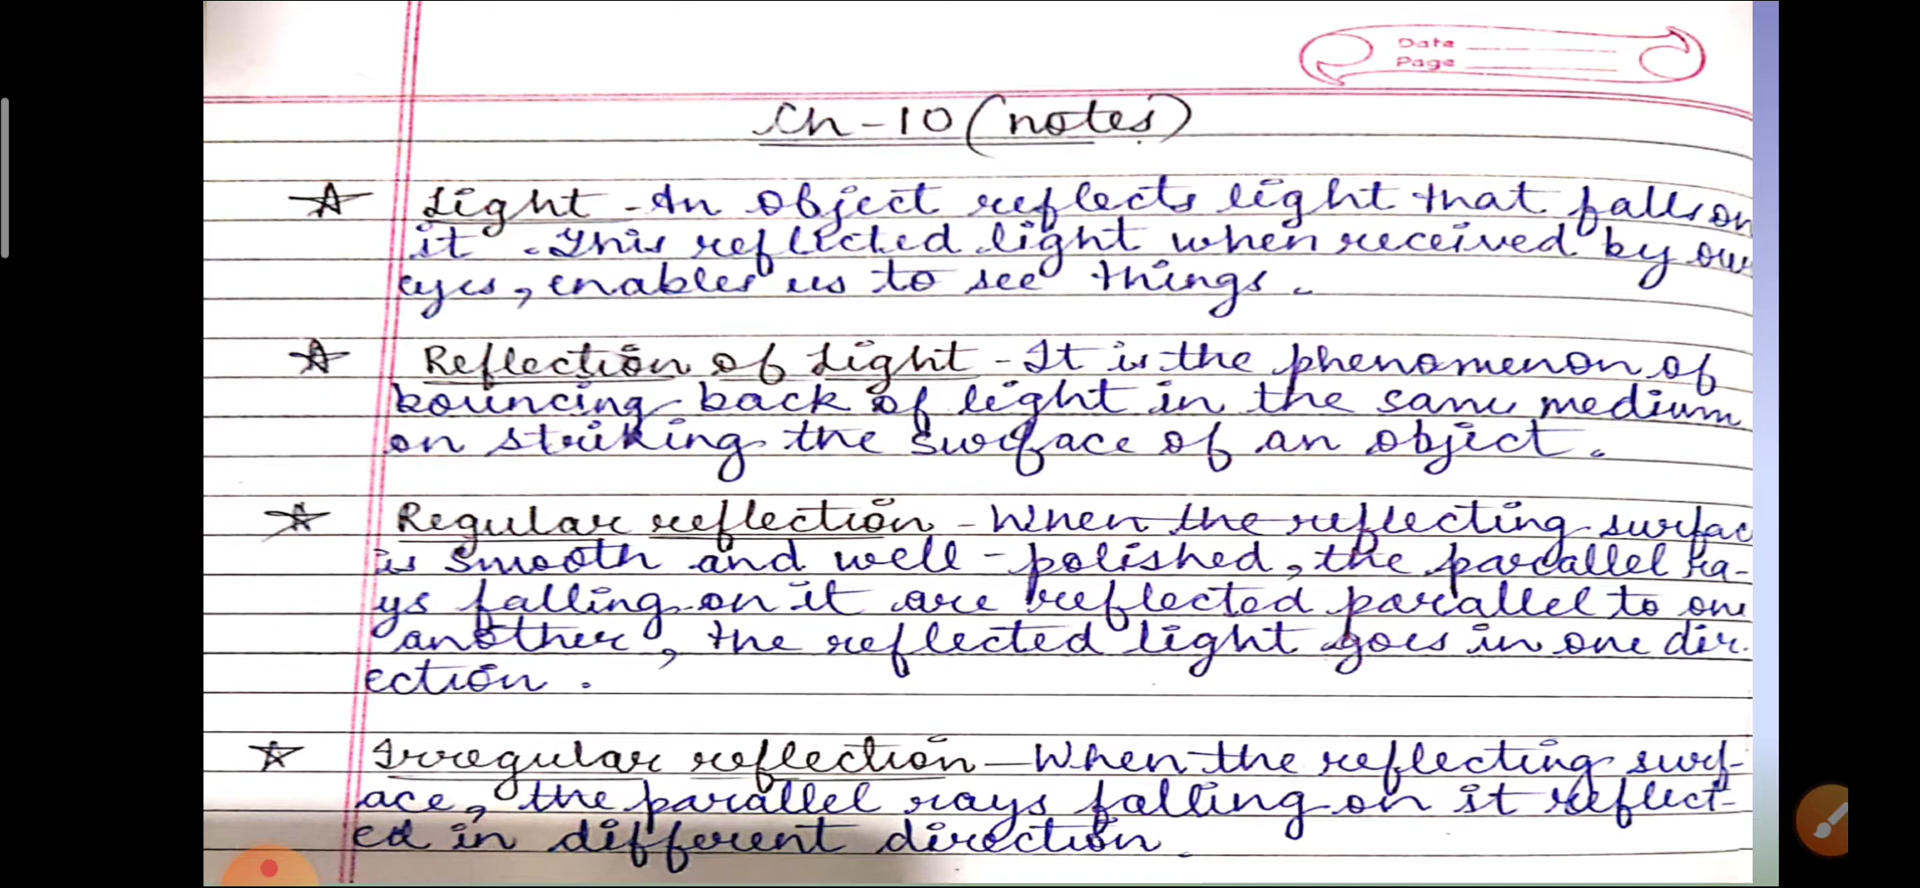 Date
Page
Ch-10 (notes)
Light - An object reflects light that falls on
it. This reflected light when received by our
eyes, enables us to see things.
Reflection of Light - It is the phenomenon of
bouncing back of light in the same medium
on striking the surface of an object.
Regular reflection - When the reflecting surfac
is smooth and well-polished, the parallel ra-
ys falling on it are reflected parallel to one
another, the reflected light goes in one dir-
ection.
Irregular reflection - When the reflecting surf-
ace, the parallel rays falling on it reflect-
ed in different direction.